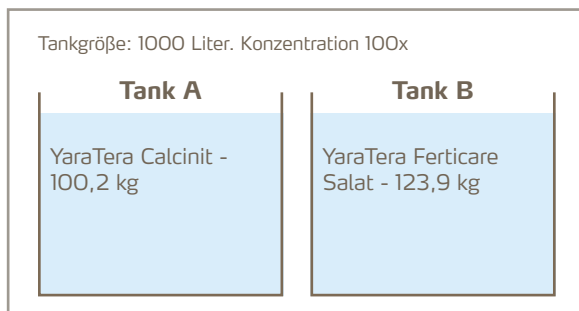 Tankgröße: 1000 Liter. Konzentration 100x
Tank A
YaraTera Calcinit -
100,2 kg
Tank B
YaraTera Ferticare
Salat - 123,9 kg